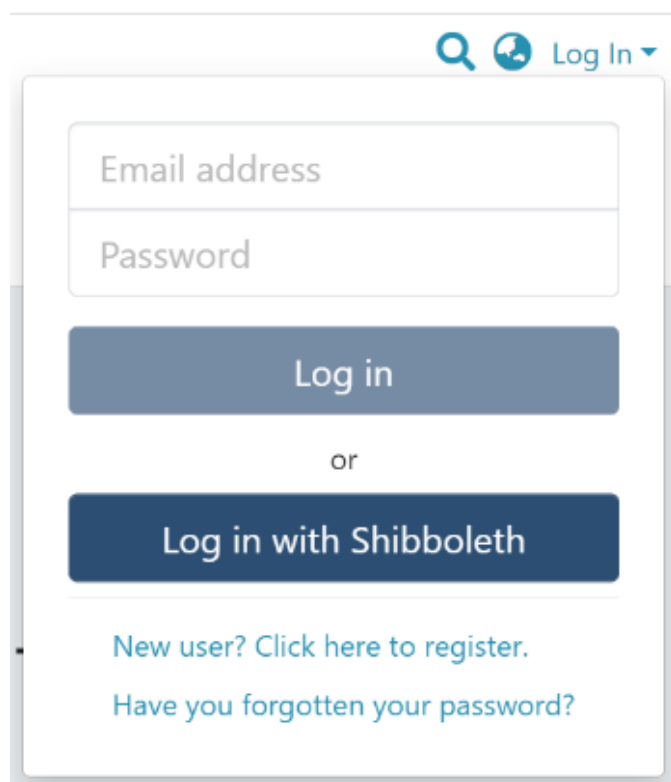 Log In
Email address
Password
Log in
or
Log in with Shibboleth
New user? Click here to register.
Have you forgotten your password?